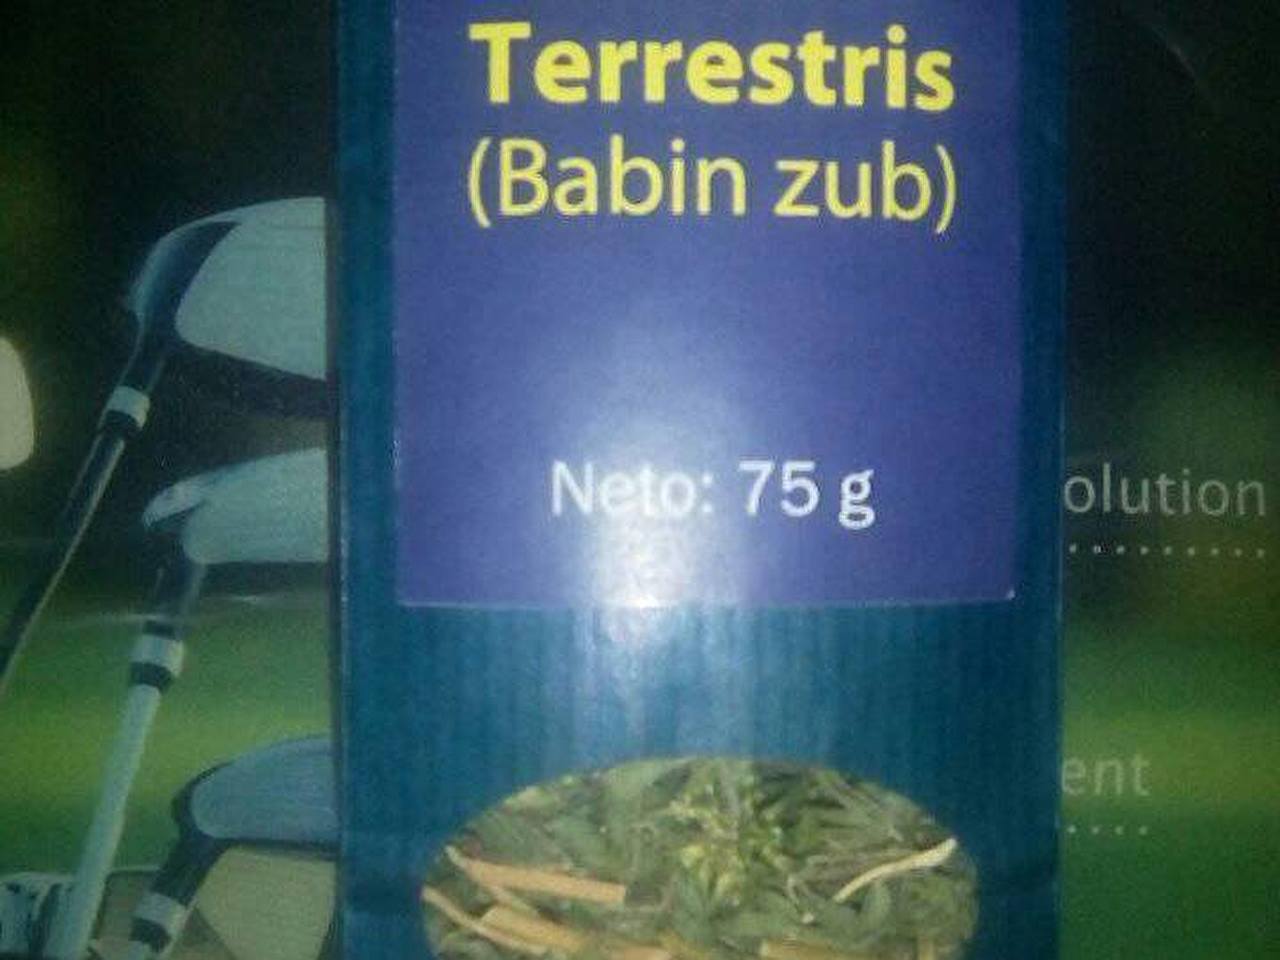 Terrestris
(Babin zub)
Neto: 75 g
olution
ent